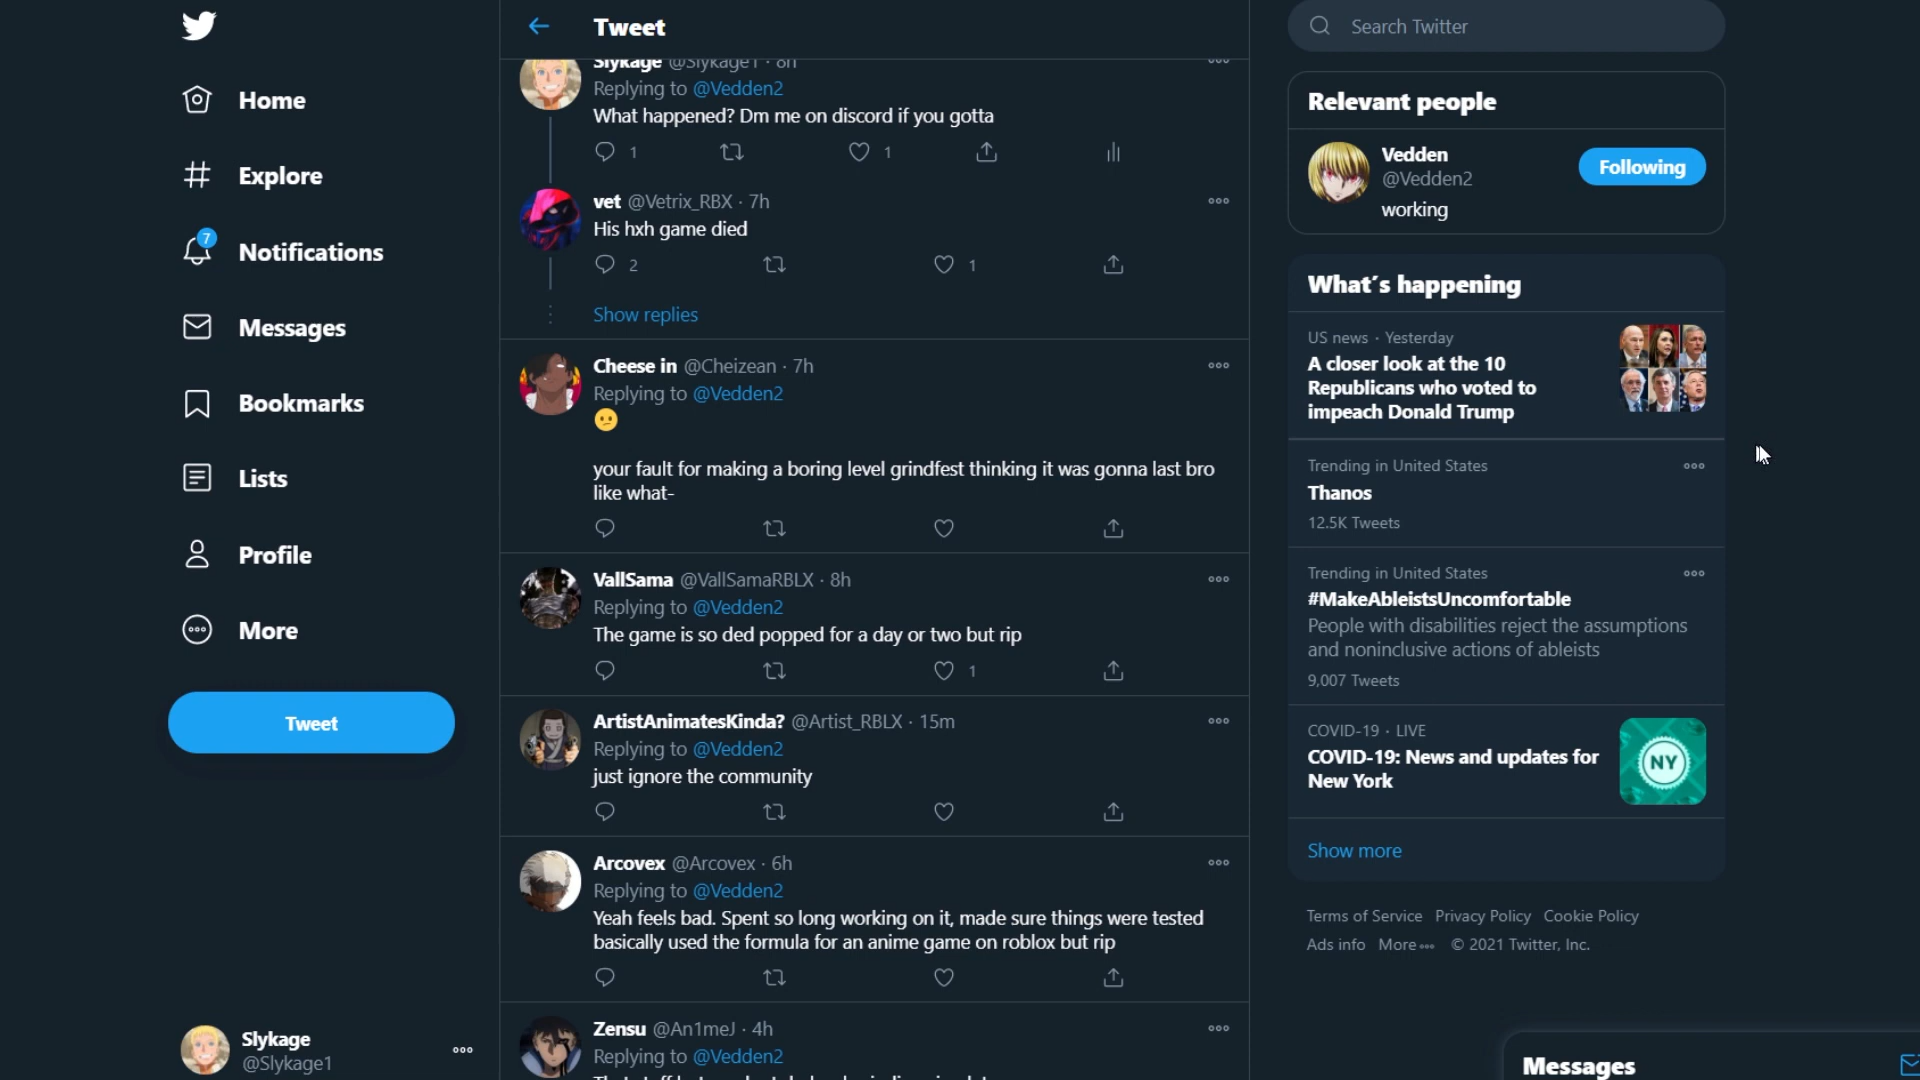 Home
Explore
7
Notifications
Messages
Bookmarks
Lists
Profile
More
Tweet
Slykage
@Slykage1
Tweet
Slykage @Slykage1 · 8h
Replying to @Vedden2
What happened? Dm me on discord if you gotta
1
1
vet @Vetrix_RBX · 7h
His hxh game died
2
1
Show replies
Cheese in @Cheizean · 7h
Replying to @Vedden2
😕
your fault for making a boring level grindfest thinking it was gonna last bro
like what-
VallSama @VallSamaRBLX · 8h
Replying to @Vedden2
The game is so ded popped for a day or two but rip
1
ArtistAnimatesKinda? @Artist_RBLX · 15m
Replying to @Vedden2
just ignore the community
Arcovex @Arcovex · 6h
Replying to @Vedden2
Yeah feels bad. Spent so long working on it, made sure things were tested
basically used the formula for an anime game on roblox but rip
Zensu @An1meJ · 4h
Replying to @Vedden2
Search Twitter
Relevant people
Vedden
@Vedden2
Following
working
What's happening
US news · Yesterday
A closer look at the 10
Republicans who voted to
impeach Donald Trump
Trending in United States
Thanos
12.5K Tweets
Trending in United States
#MakeAbleistsUncomfortable
People with disabilities reject the assumptions
and noninclusive actions of ableists
9,007 Tweets
COVID-19 · LIVE
COVID-19: News and updates for
New York
NY
Show more
Terms of Service Privacy Policy Cookie Policy
Ads info More © 2021 Twitter, Inc.
Messages